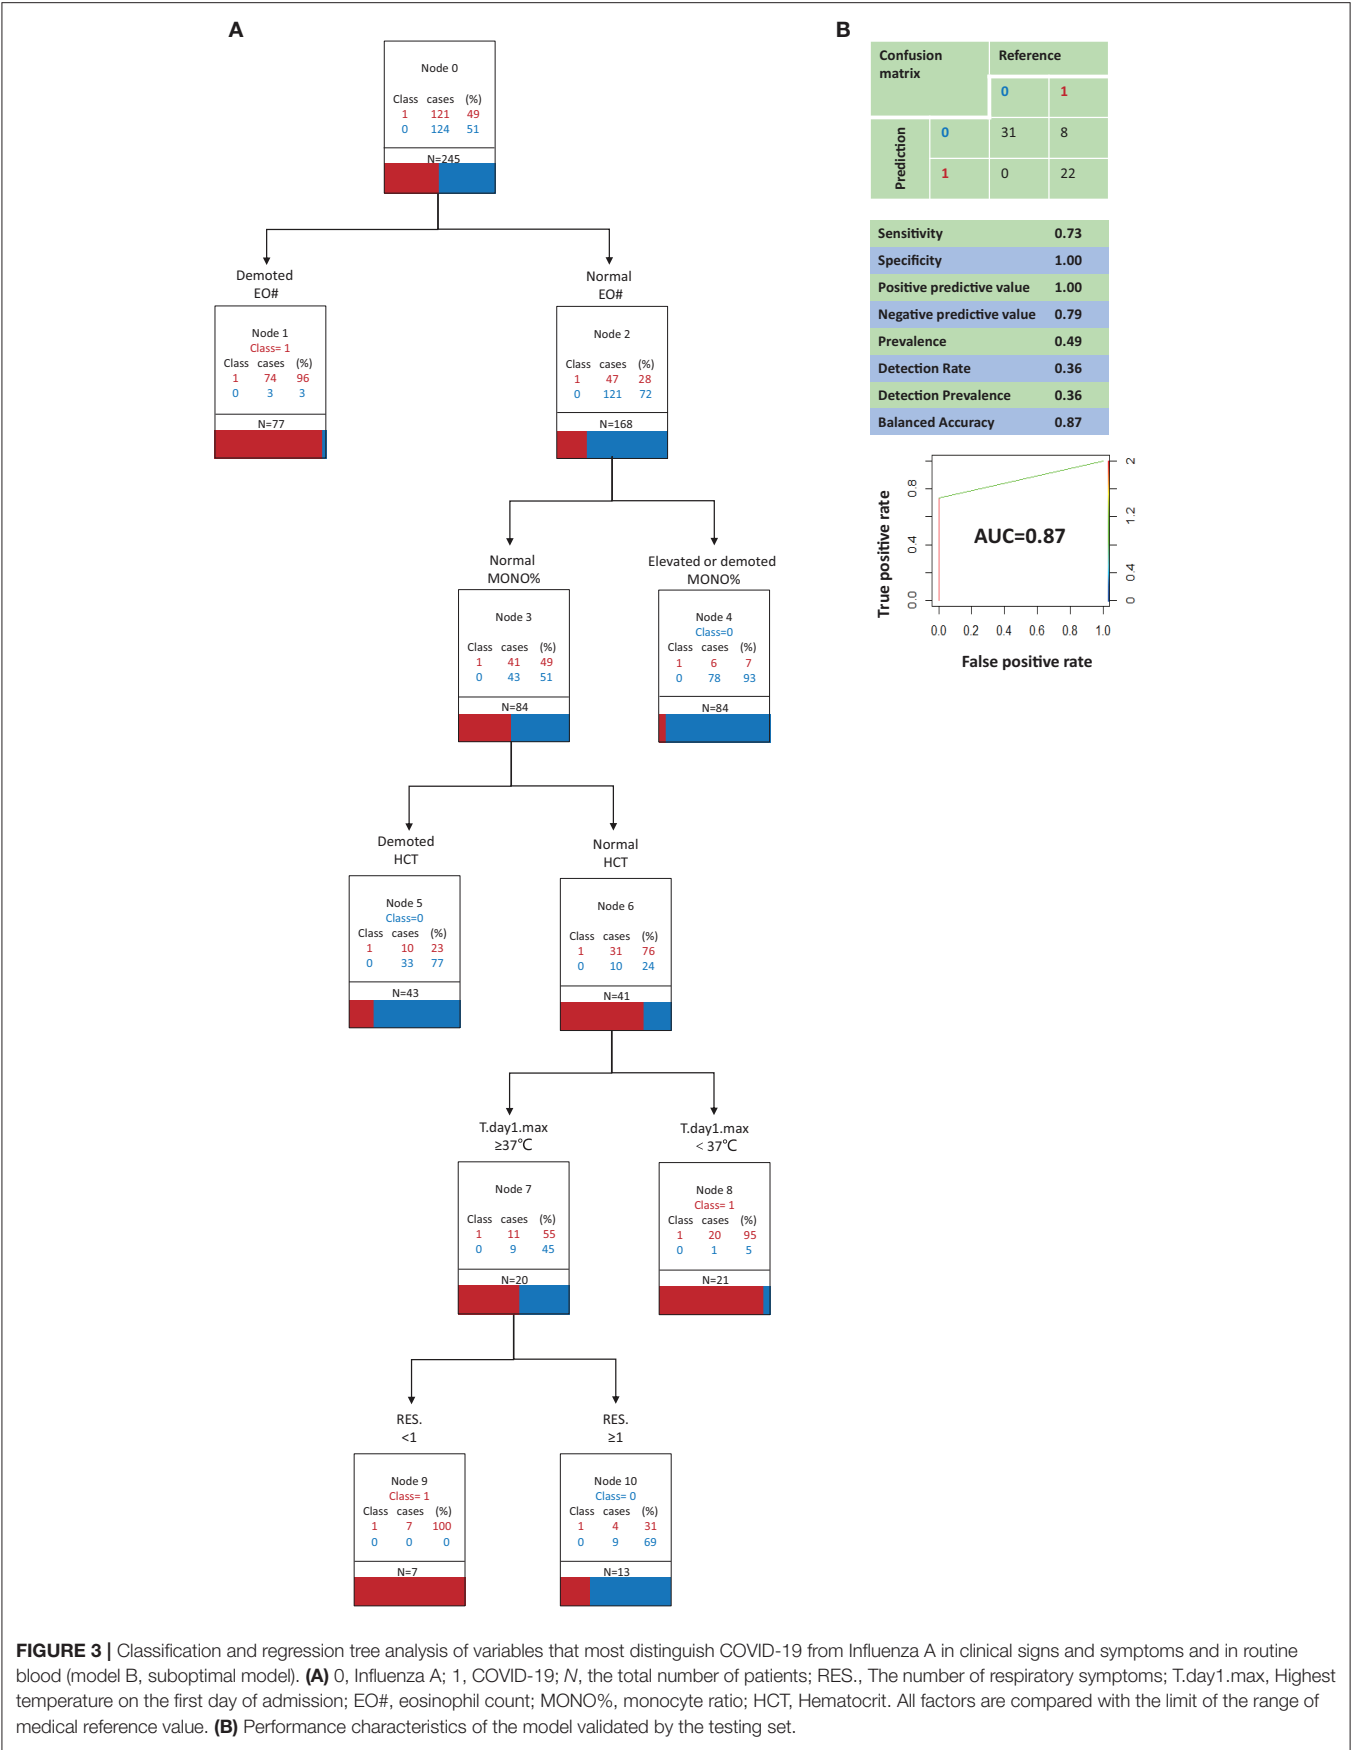 A
Node 0
Class cases (%)
1 121 49
0 124 51
N=245
Demoted
EO#
Normal
EO#
Node 1
Class= 1
Class cases (%)
1 74 96
0 3 3
N=77
Node 2
Class cases (%)
1 47 28
0 121 72
N=168
Normal
MONO%
Elevated or demoted
MONO%
Node 3
Class cases (%)
1 41 49
0 43 51
N=84
Node 4
Class=0
Class cases (%)
1 6 7
0 78 93
N=84
Demoted
HCT
Normal
HCT
Node 5
Class=0
Class cases (%)
1 10 23
0 33 77
N=43
Node 6
Class cases (%)
1 31 76
0 10 24
N=41
T.day1.max
≥37℃
T.day1.max
< 37℃
Node 7
Class cases (%)
1 11 55
0 9 45
N=20
Node 8
Class= 1
Class cases (%)
1 20 95
0 1 5
N=21
RES.
<1
RES.
≥1
Node 9
Class= 1
Class cases (%)
1 7 100
0 0 0
N=7
Node 10
Class= 0
Class cases (%)
1 4 31
0 9 69
N=13
B
Confusion Reference
matrix
0 1
Prediction
0 31 8
1 0 22
Sensitivity 0.73
Specificity 1.00
Positive predictive value 1.00
Negative predictive value 0.79
Prevalence 0.49
Detection Rate 0.36
Detection Prevalence 0.36
Balanced Accuracy 0.87
True positive rate
0.0 0.4 0.8
AUC=0.87
0 0.4 1.2 2
0.0 0.2 0.4 0.6 0.8 1.0
False positive rate
FIGURE 3 | Classification and regression tree analysis of variables that most distinguish COVID-19 from Influenza A in clinical signs and symptoms and in routine
blood (model B, suboptimal model). (A) 0, Influenza A; 1, COVID-19; N, the total number of patients; RES., The number of respiratory symptoms; T.day1.max, Highest
temperature on the first day of admission; EO#, eosinophil count; MONO%, monocyte ratio; HCT, Hematocrit. All factors are compared with the limit of the range of
medical reference value. (B) Performance characteristics of the model validated by the testing set.